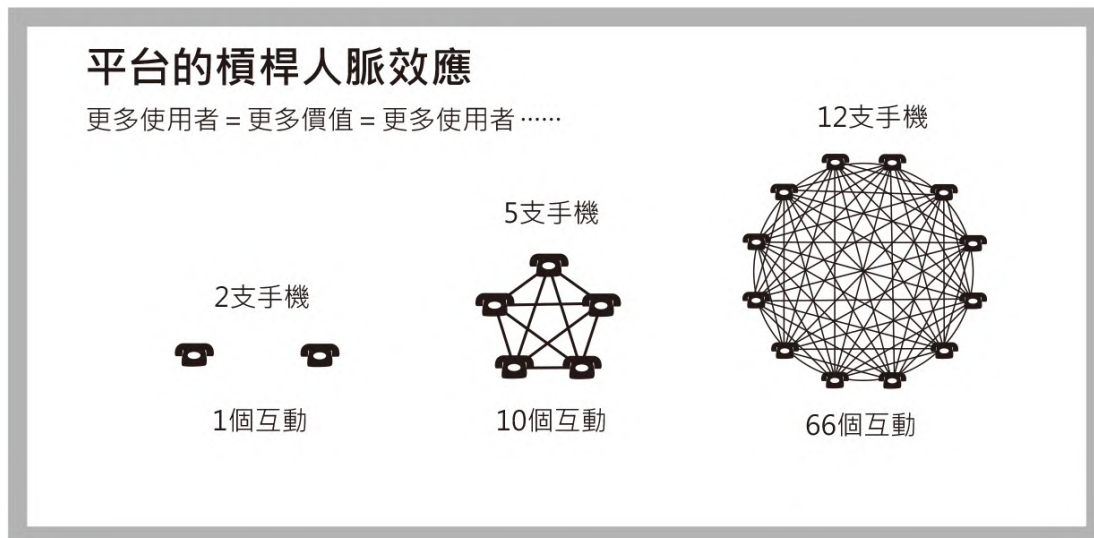 平台的槓桿人脈效應
更多使用者 = 更多價值 = 更多使用者 ⋯⋯
2支手機
1個互動
5支手機
10個互動
12支手機
66個互動